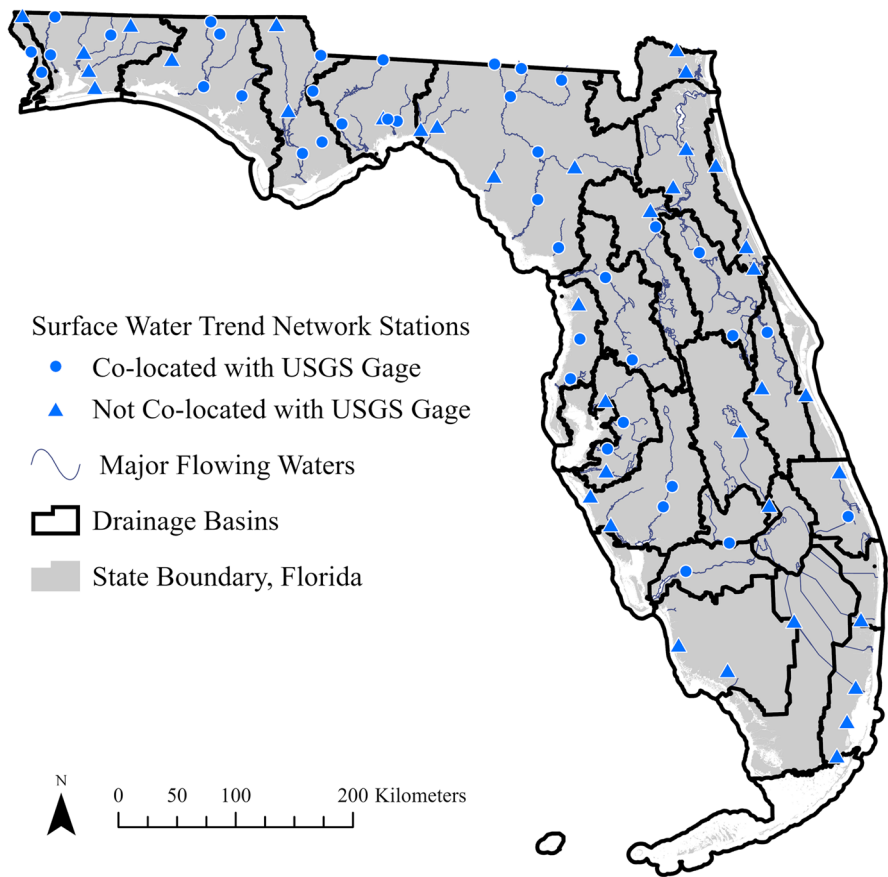 Surface Water Trend Network Stations
Co-located with USGS Gage
Not Co-located with USGS Gage
Major Flowing Waters
Drainage Basins
State Boundary, Florida
N
0 50 100 200 Kilometers